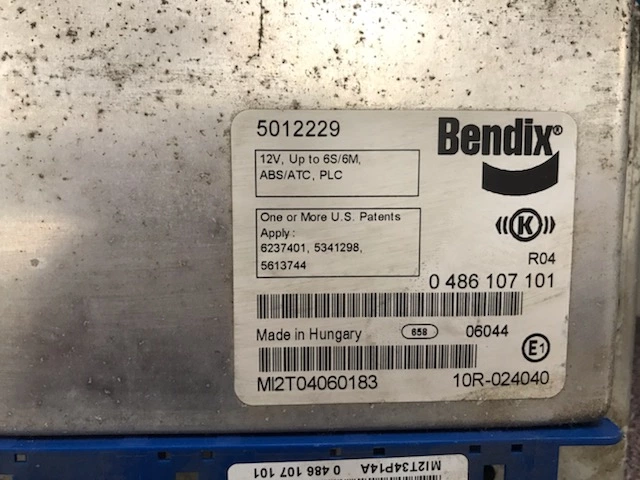 5012229
Bendix®
12V, Up to 6S/6M,
ABS/ATC, PLC
One or More U.S. Patents
Apply :
6237401, 5341298,
5613744
K
R04
0 486 107 101
Made in Hungary
658
06044
E1
MI2T04060183
10R-024040
MI2T34P14A
0 486 107 101